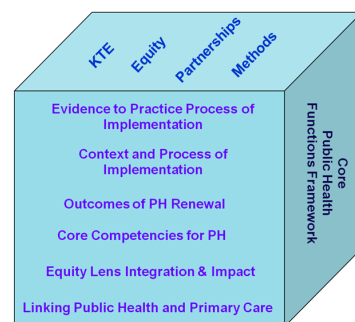 KTE
Equity
Partnerships
Methods
Evidence to Practice Process of
Implementation
Context and Process of
Implementation
Outcomes of PH Renewal
Core Competencies for PH
Equity Lens Integration & Impact
Linking Public Health and Primary Care
Core
Public Health
Functions Framework